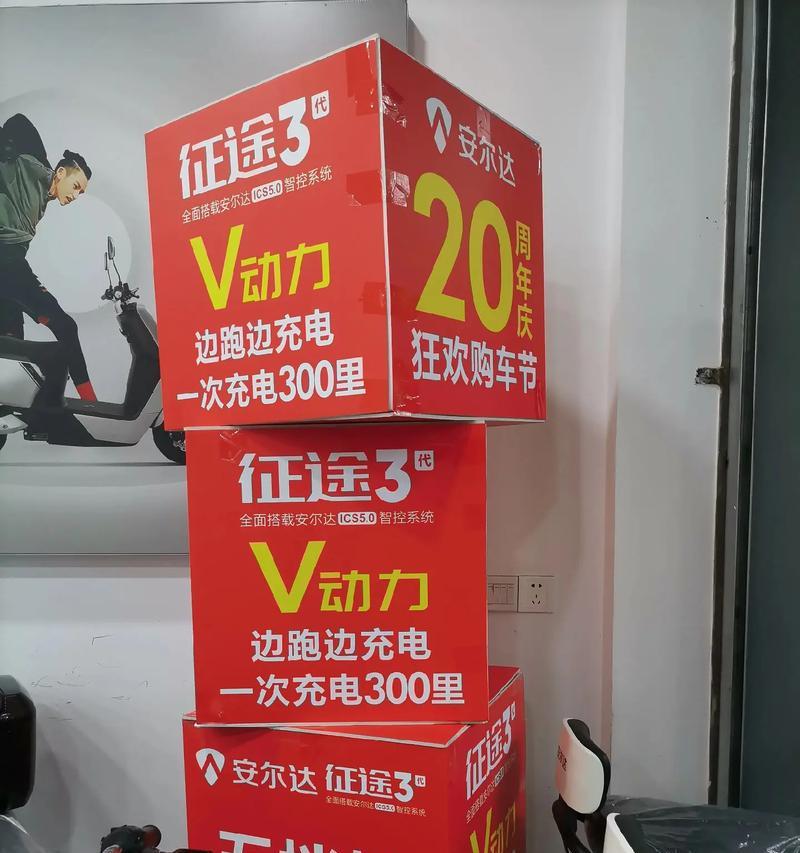 征途3代
全面搭载安尔达ICS5.0智控系统
V动力
边跑边充电
一次充电300里
安尔达
20周年庆
狂欢购车节
征途3代
全面搭载安尔达ICS5.0智控系统
V动力
边跑边充电
一次充电300里
安尔达 征途3代
全面搭载安尔达ICS5.0智控系统
征途3
V动力